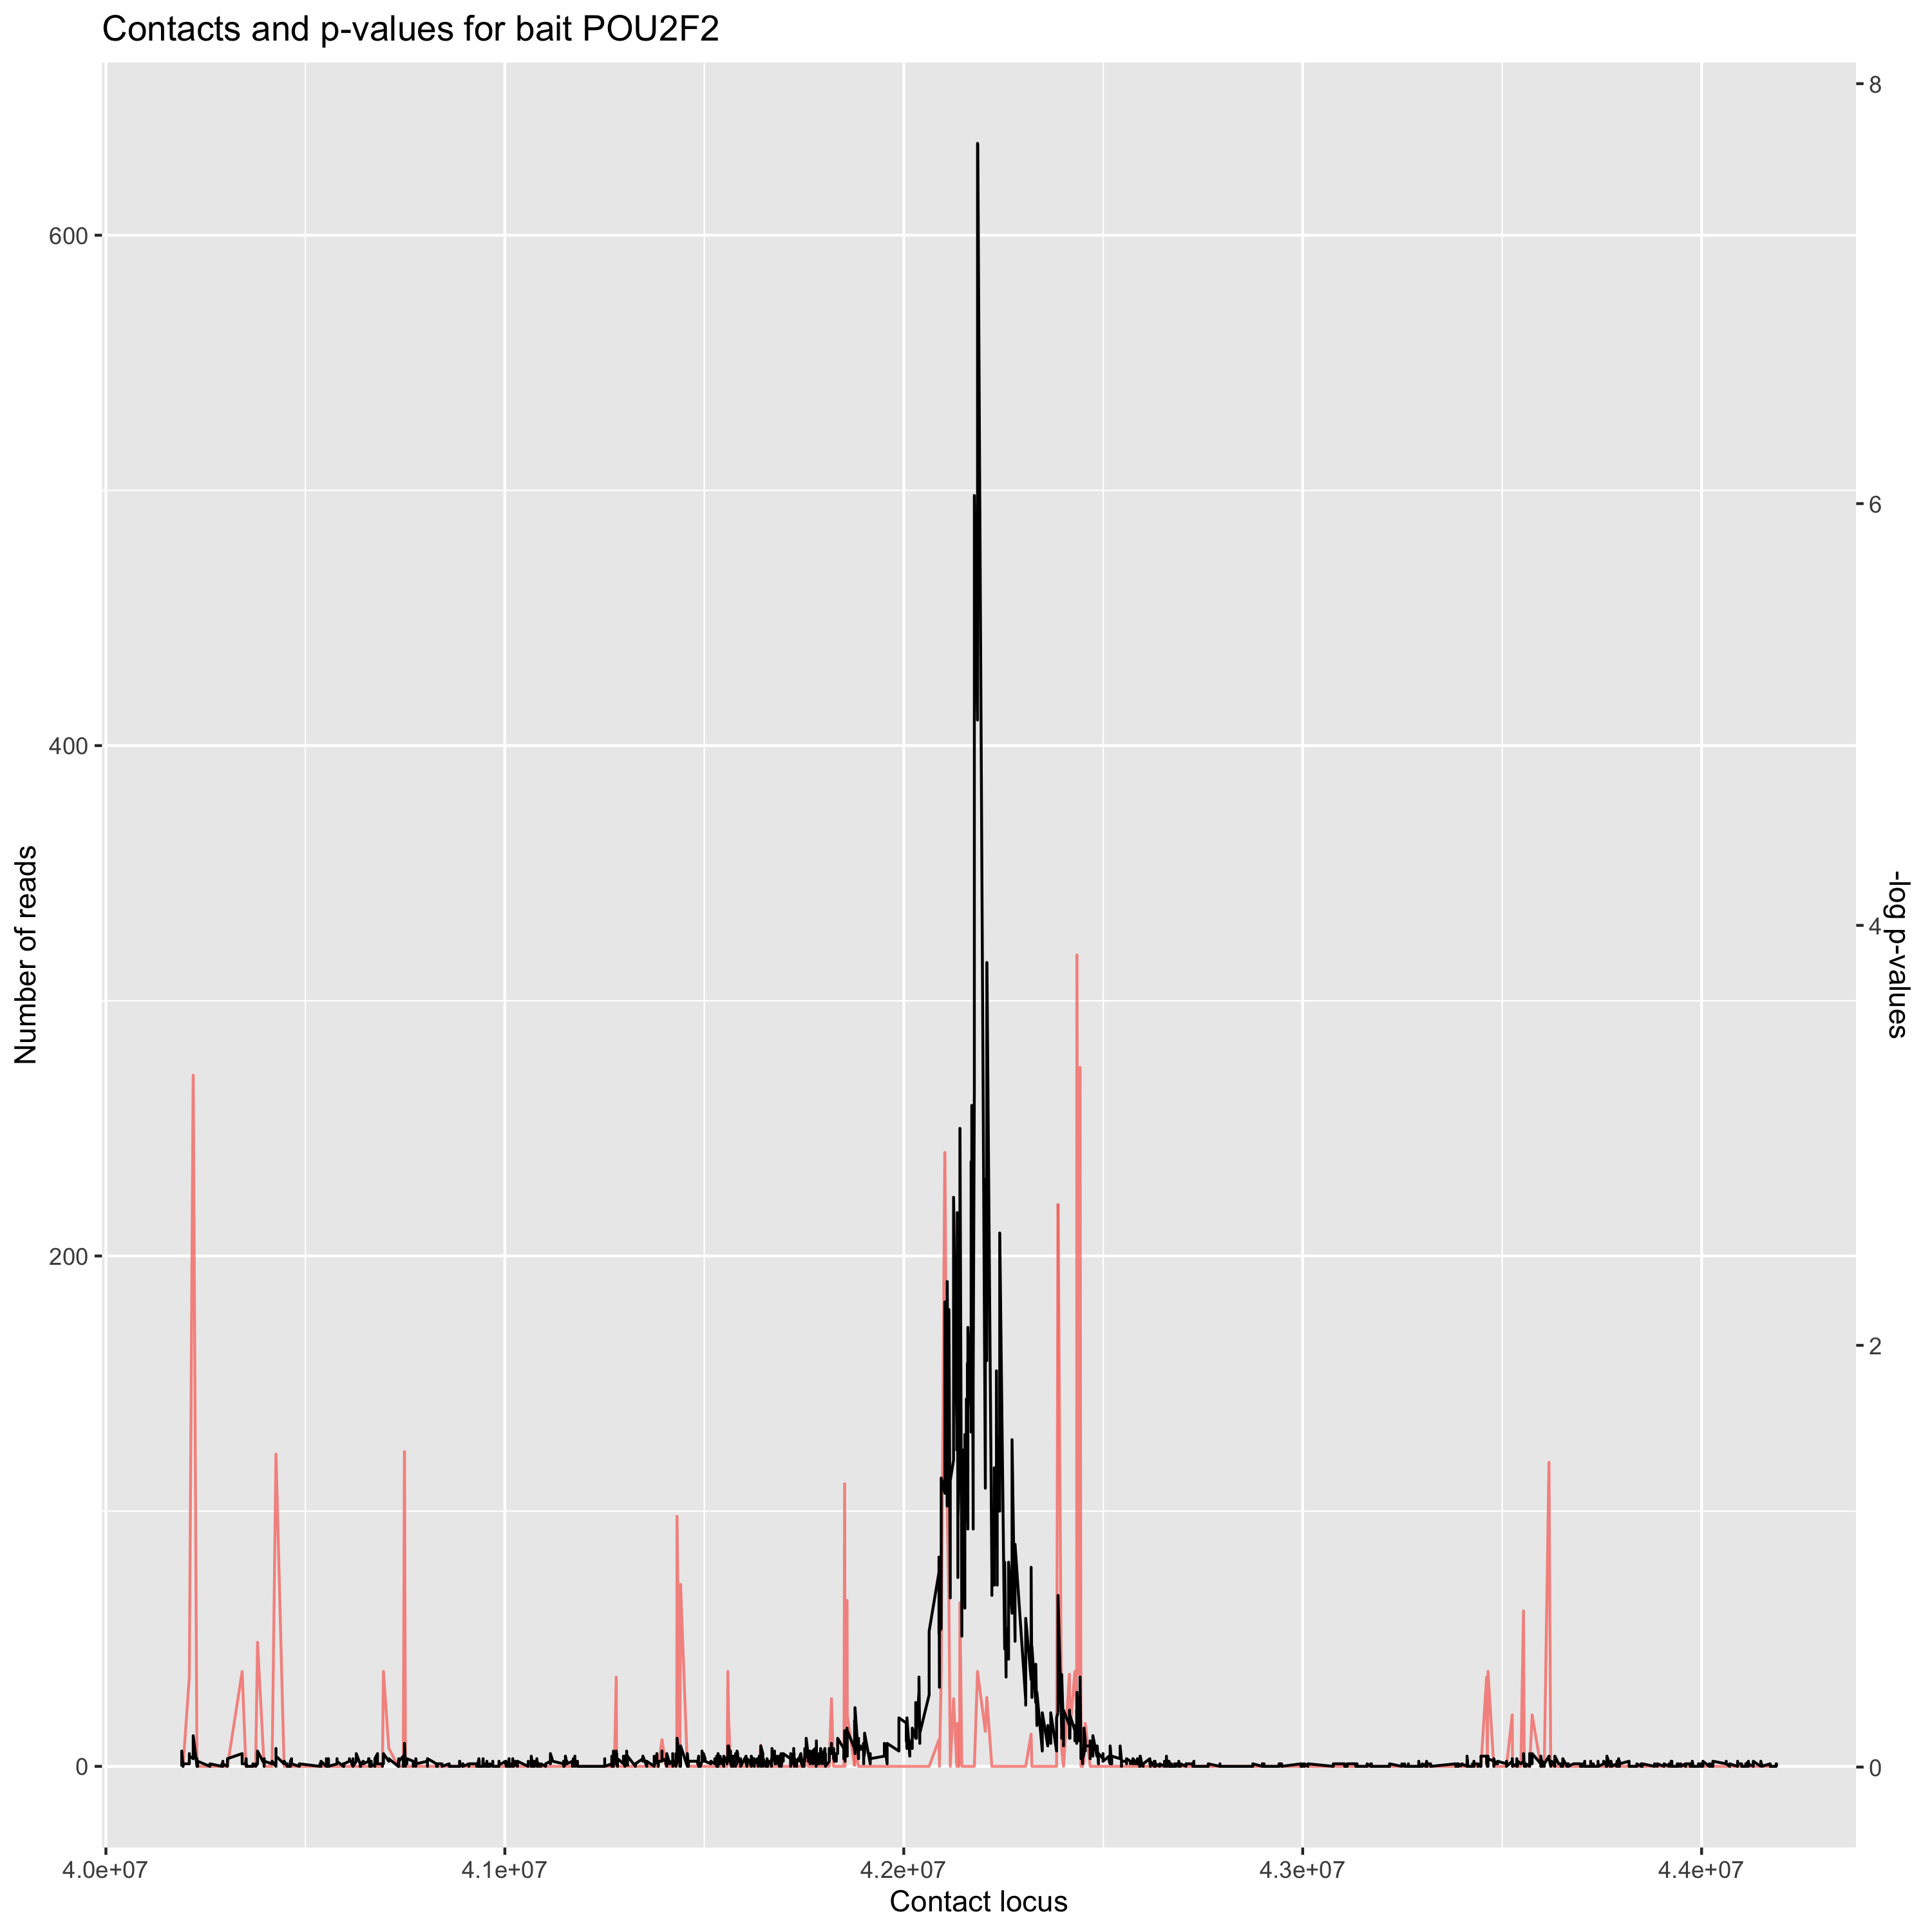 Contacts and p-values for bait POU2F2
Number of reads
600
400
200
0
8
6
4
2
0
-log p-values
4.0e+07
4.1e+07
4.2e+07
4.3e+07
4.4e+07
Contact locus